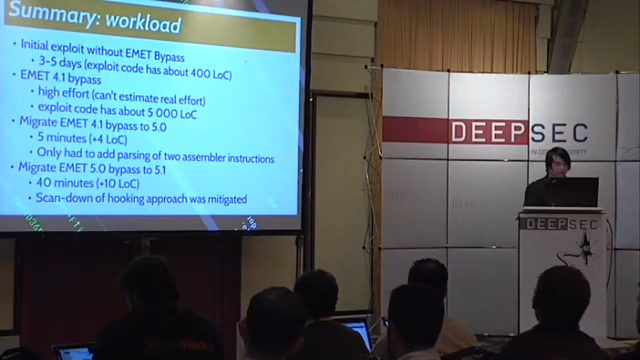 Summary: workload
• Initial exploit without EMET Bypass
• 3-5 days (exploit code has about 400 LoC)
• EMET 4.1 bypass
• high effort (can't estimate real effort)
• exploit code has about 5 000 LoC
• Migrate EMET 4.1 bypass to 5.0
• 5 minutes (+4 LoC)
• Only had to add parsing of two assembler instructions
• Migrate EMET 5.0 bypass to 5.1
• 40 minutes (+10 LoC)
• Scan-down of hooking approach was mitigated
DEEPSEC
DEEPSEC